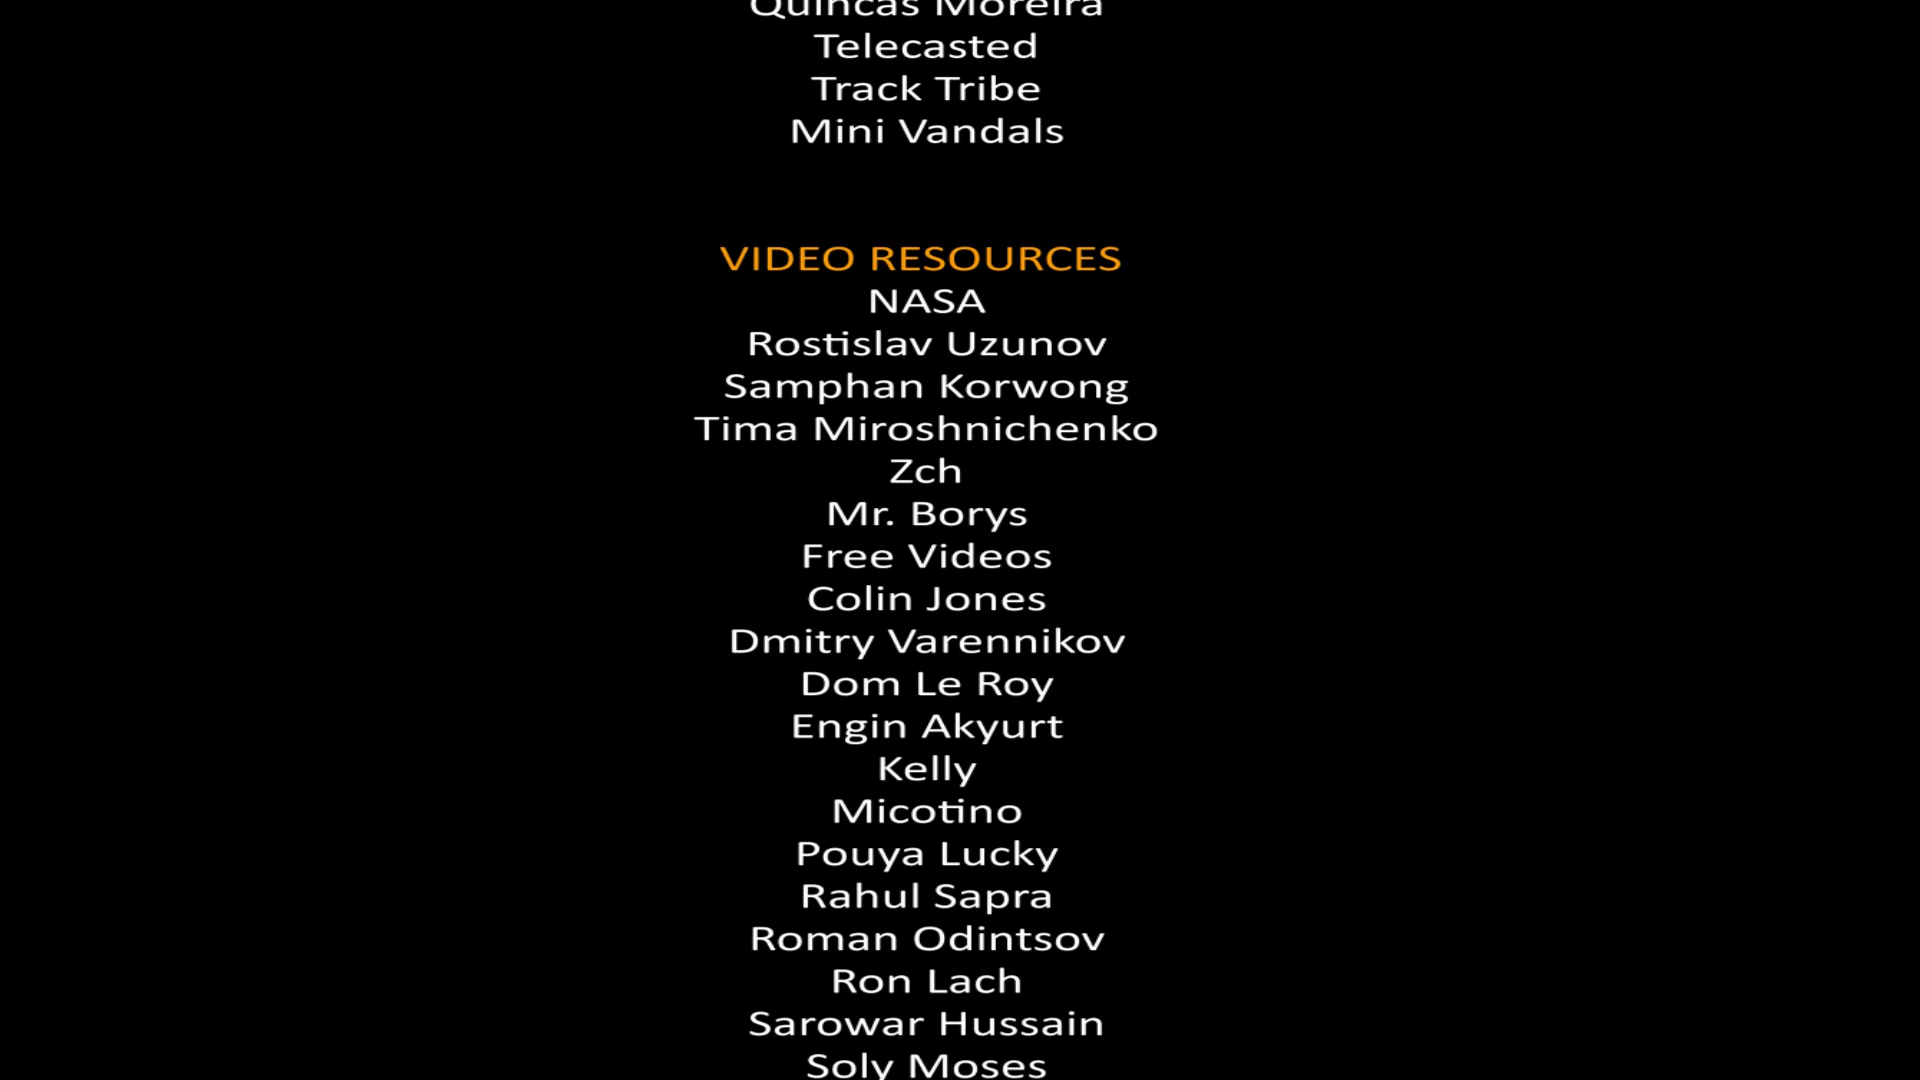 Quincas Moreira
Telecasted
Track Tribe
Mini Vandals
VIDEO RESOURCES
NASA
Rostislav Uzunov
Samphan Korwong
Tima Miroshnichenko
Zch
Mr. Borys
Free Videos
Colin Jones
Dmitry Varennikov
Dom Le Roy
Engin Akyurt
Kelly
Micotino
Pouya Lucky
Rahul Sapra
Roman Odintsov
Ron Lach
Sarowar Hussain
Soly Moses